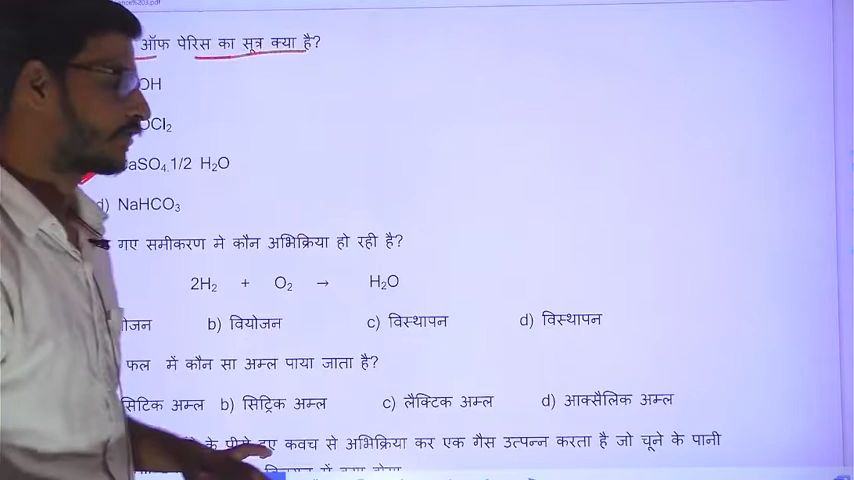 ऑफ पेरिस का सूत्र क्या है?
OH
OCl₂
aSO₄.1/2 H₂O
d) NaHCO₃
गए समीकरण मे कौन अभिक्रिया हो रही है?
2H₂ + O₂ → H₂O
b) वियोजन c) विस्थापन d) विस्थापन
फल में कौन सा अम्ल पाया जाता है?
सिटिक अम्ल b) सिट्रिक अम्ल c) लैक्टिक अम्ल d) आक्सैलिक अम्ल
के पीसे हुए कवच से अभिक्रिया कर एक गैस उत्पन्न करता है जो चूने के पानी